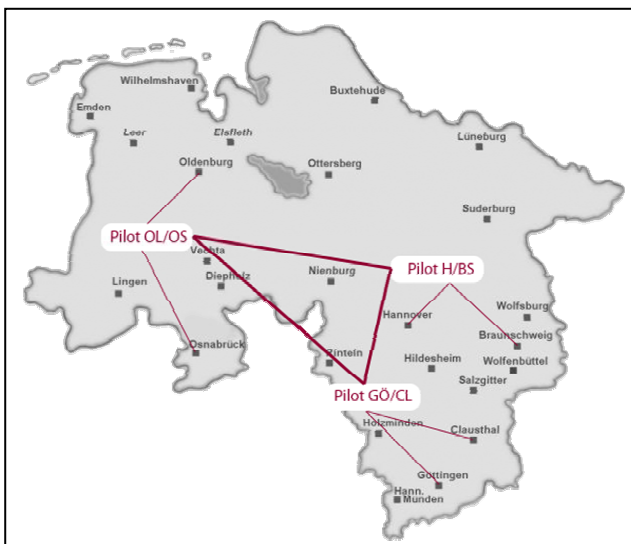 Wilhelmshaven
Buxtehude
Emden
Leer
Elsfleth
Lüneburg
Oldenburg
Ottersberg
Suderburg
Pilot OL/OS
Vechta
Pilot H/BS
Lingen
Diepholz
Nienburg
Wolfsburg
Hannover
Braunschweig
Osnabrück
Rinteln
Hildesheim
Wolfenbüttel
Salzgitter
Pilot GÖ/CL
Holzminden
Clausthal
Göttingen
Hann.
Münden